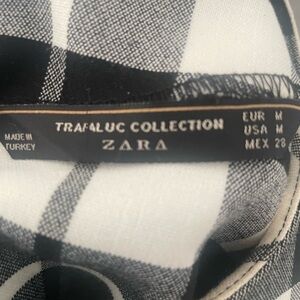 MADE IN
TURKEY
TRAFALUC COLLECTION
ZARA
EUR M
USA M
MEX 28